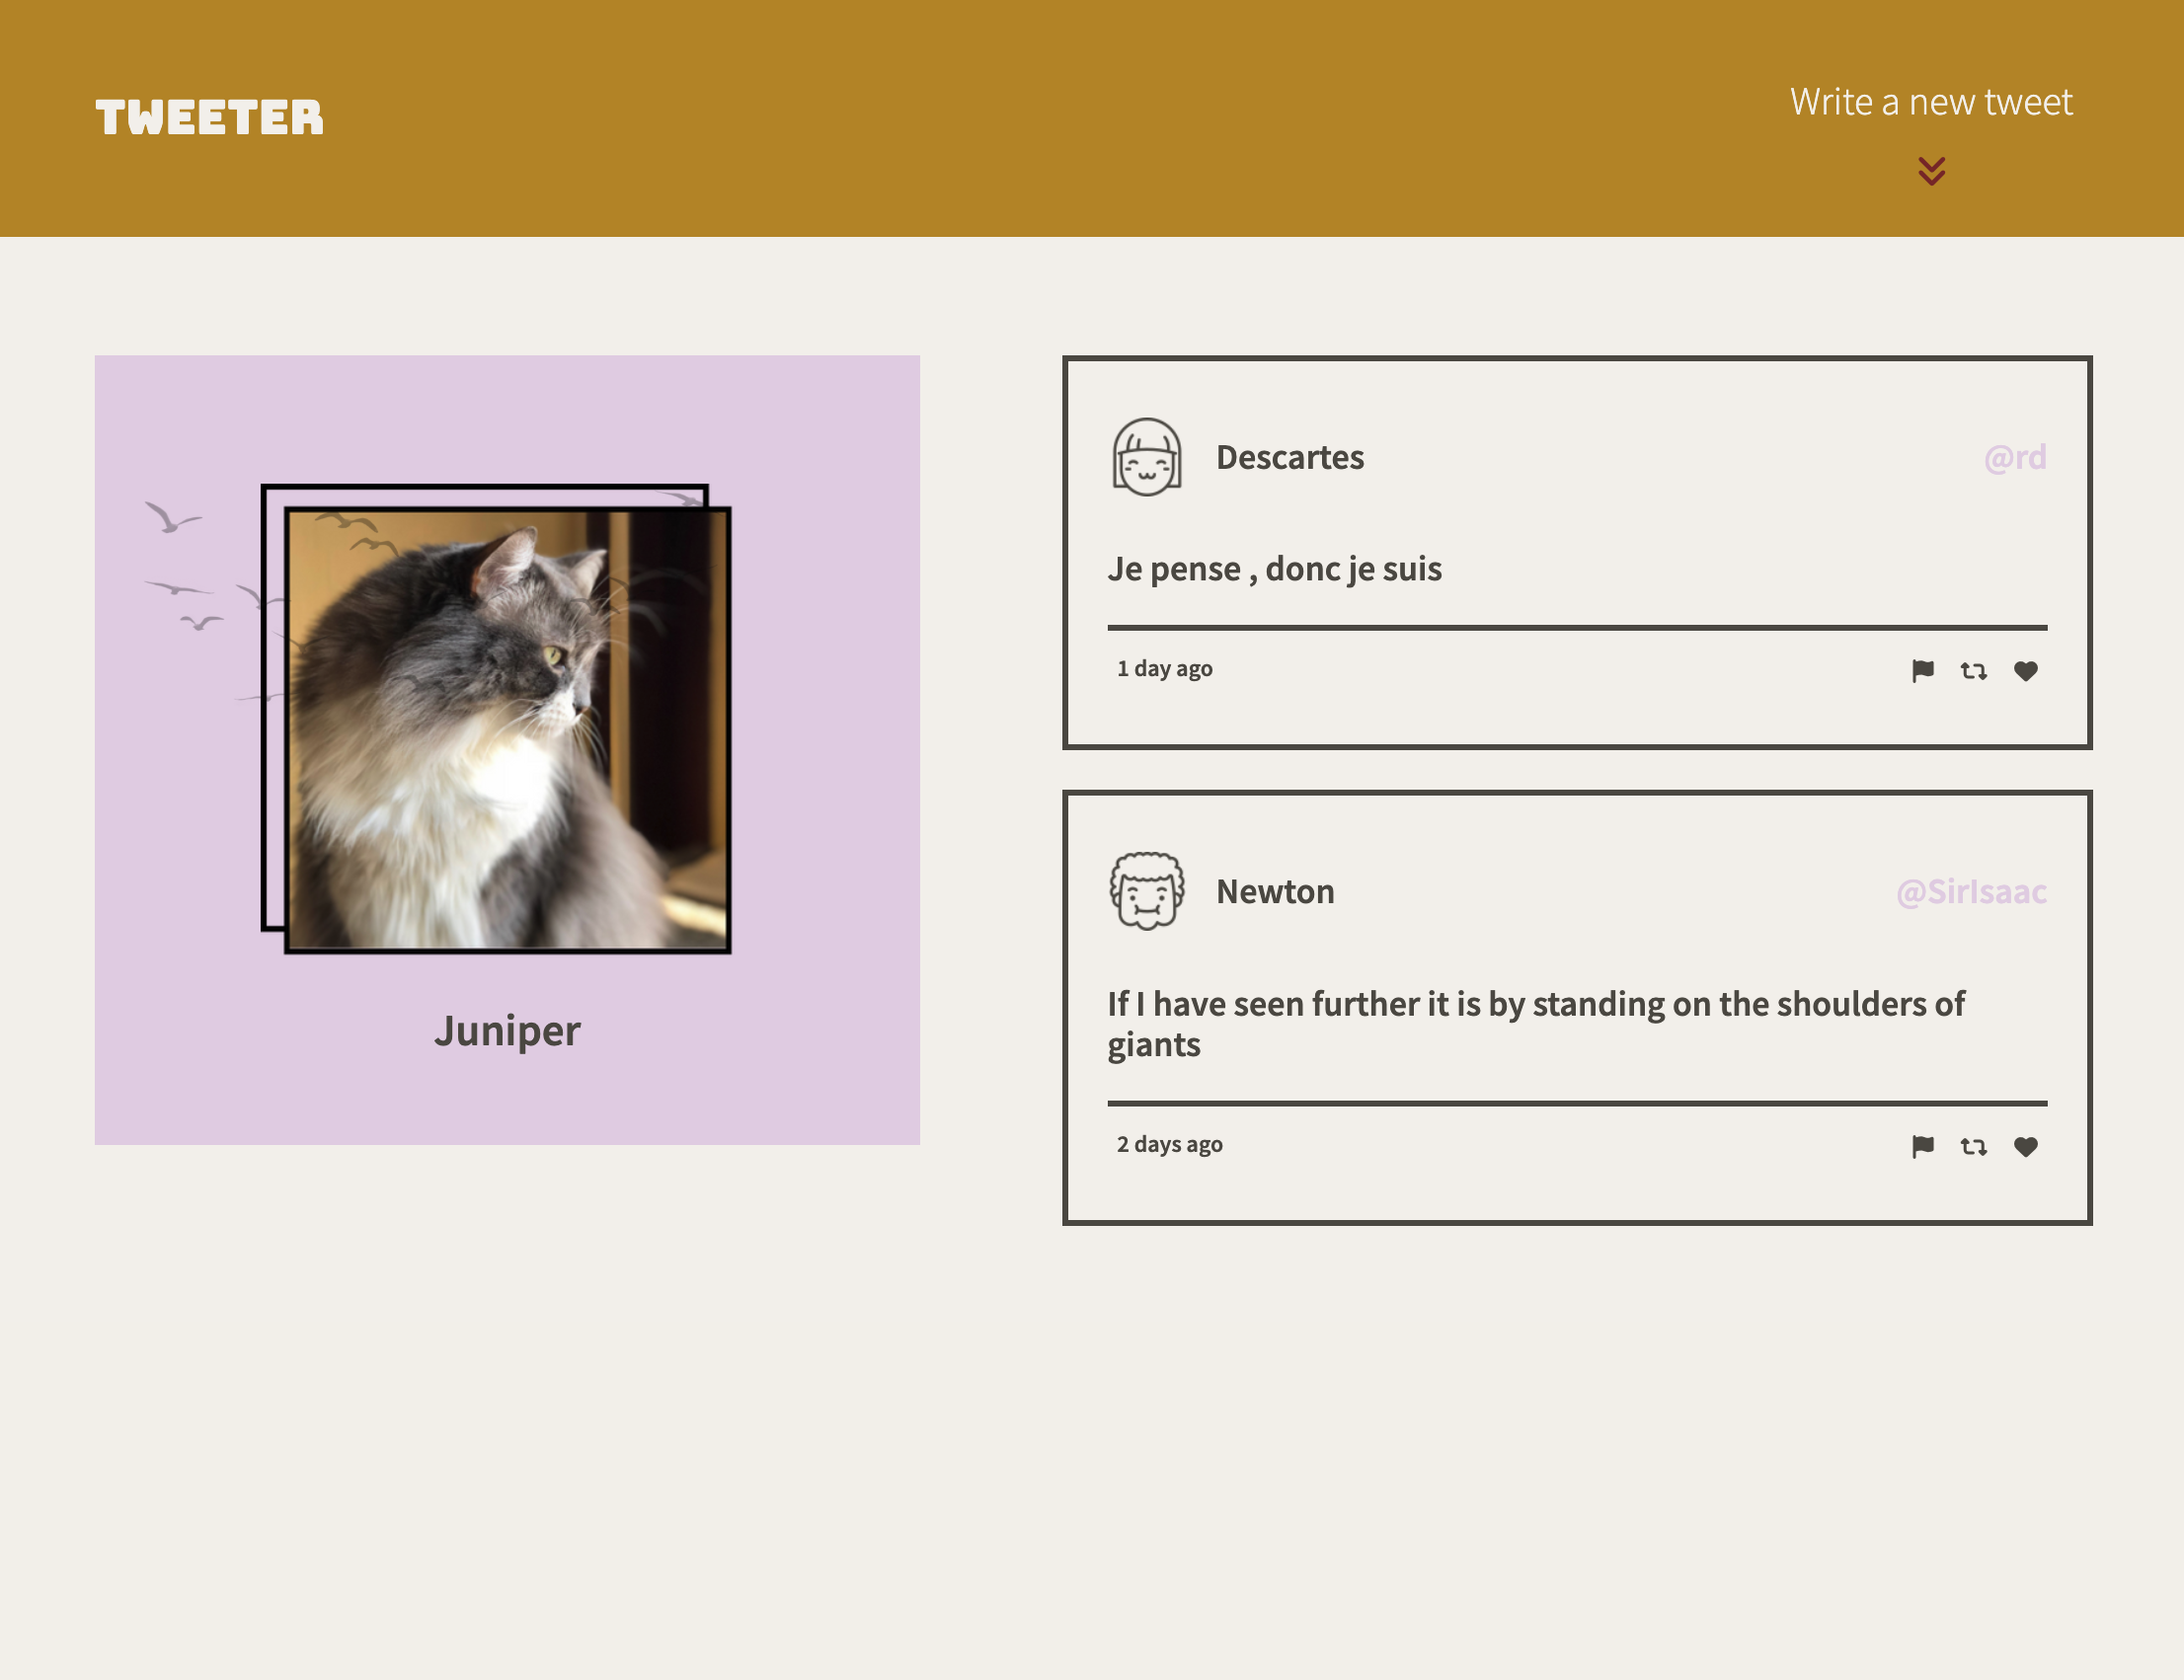 TWEETER
Write a new tweet
Juniper
Descartes
@rd
Je pense , donc je suis
1 day ago
Newton
@SirIsaac
If I have seen further it is by standing on the shoulders of
giants
2 days ago